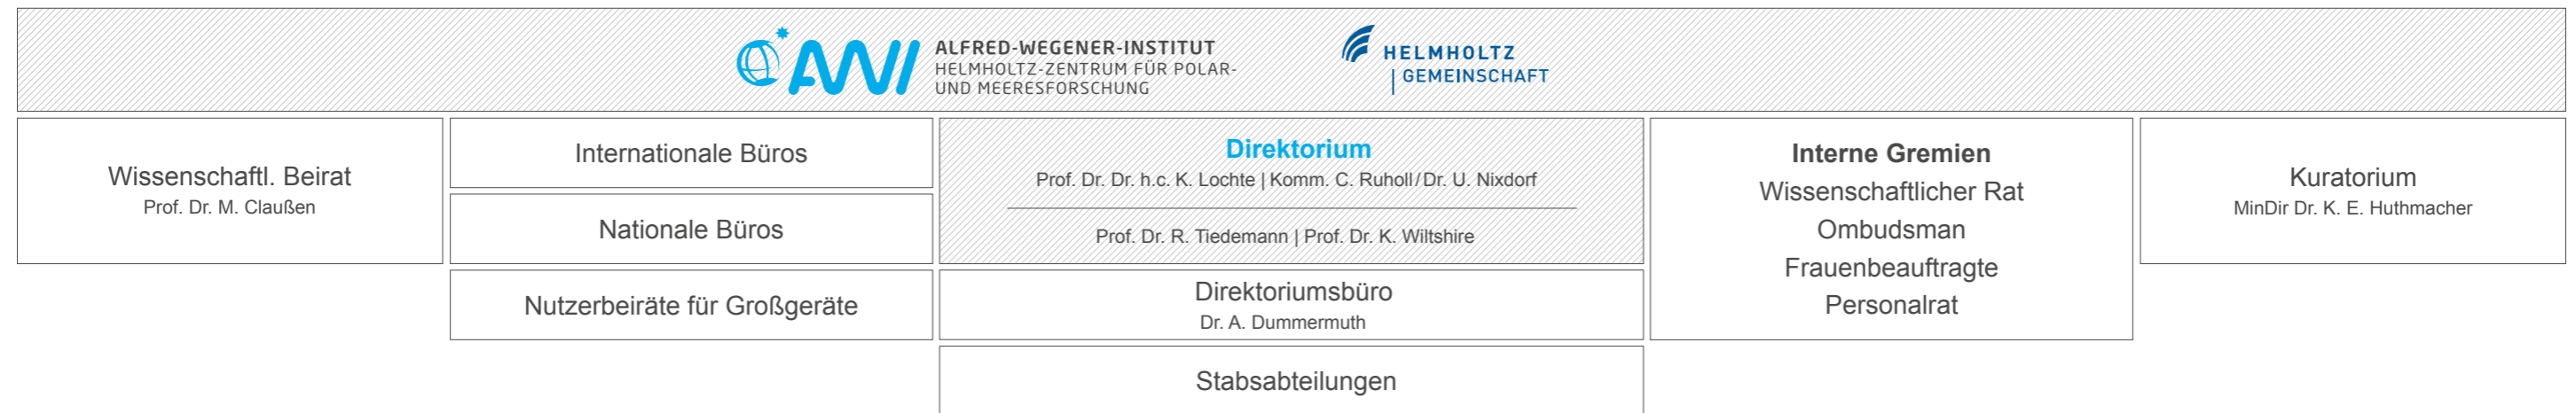 AWI
ALFRED-WEGENER-INSTITUT
HELMHOLTZ-ZENTRUM FÜR POLAR-
UND MEERESFORSCHUNG
HELMHOLTZ
| GEMEINSCHAFT
Wissenschaftl. Beirat
Prof. Dr. M. Claußen
Internationale Büros
Nationale Büros
Nutzerbeiräte für Großgeräte
Direktorium
Prof. Dr. Dr. h.c. K. Lochte | Komm. C. Ruholl/Dr. U. Nixdorf
Prof. Dr. R. Tiedemann | Prof. Dr. K. Wiltshire
Direktoriumsbüro
Dr. A. Dummermuth
Stabsabteilungen
Interne Gremien
Wissenschaftlicher Rat
Ombudsman
Frauenbeauftragte
Personalrat
Kuratorium
MinDir Dr. K. E. Huthmacher